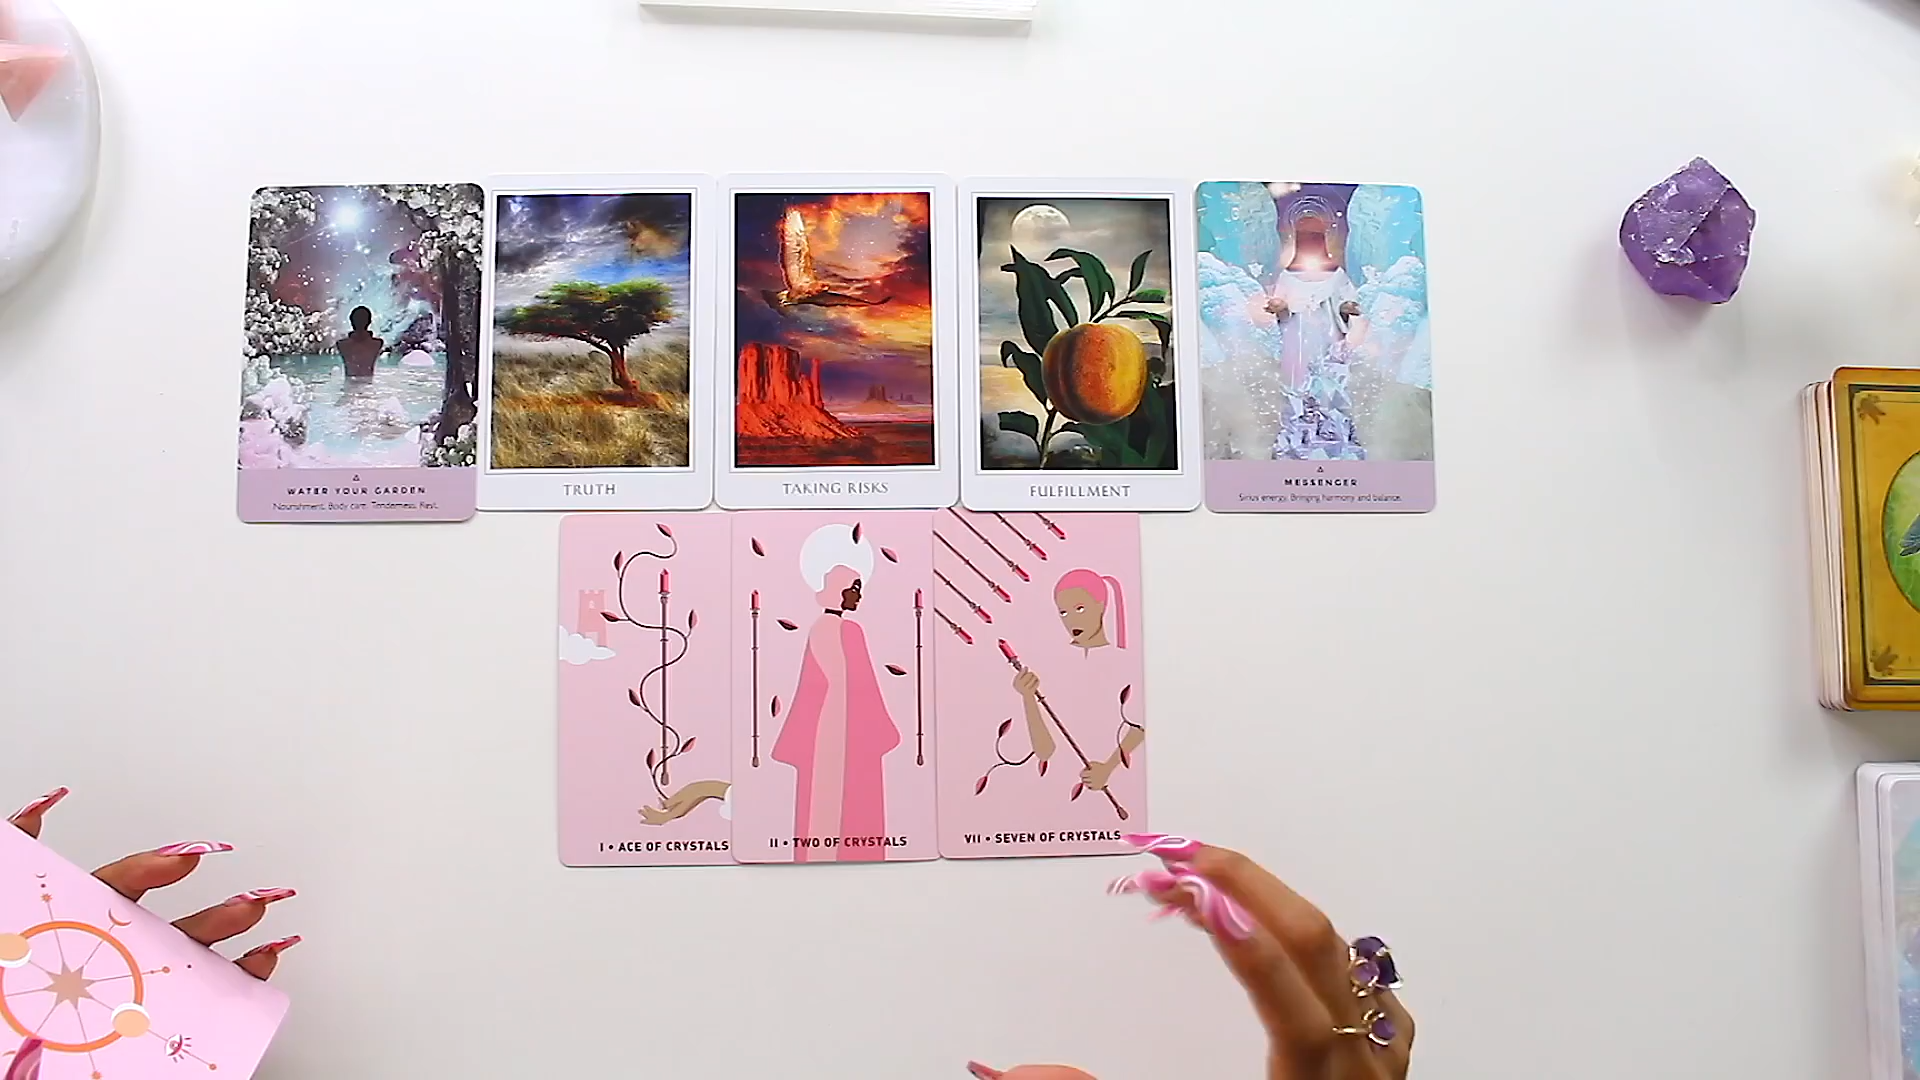 WATER YOUR GARDEN
Nourishment. Body care. Tenderness. Rest.
TRUTH
TAKING RISKS
FULFILLMENT
MESSENGER
Sirius energy. Bringing harmony and balance.
I • ACE OF CRYSTALS
II • TWO OF CRYSTALS
VII • SEVEN OF CRYSTALS